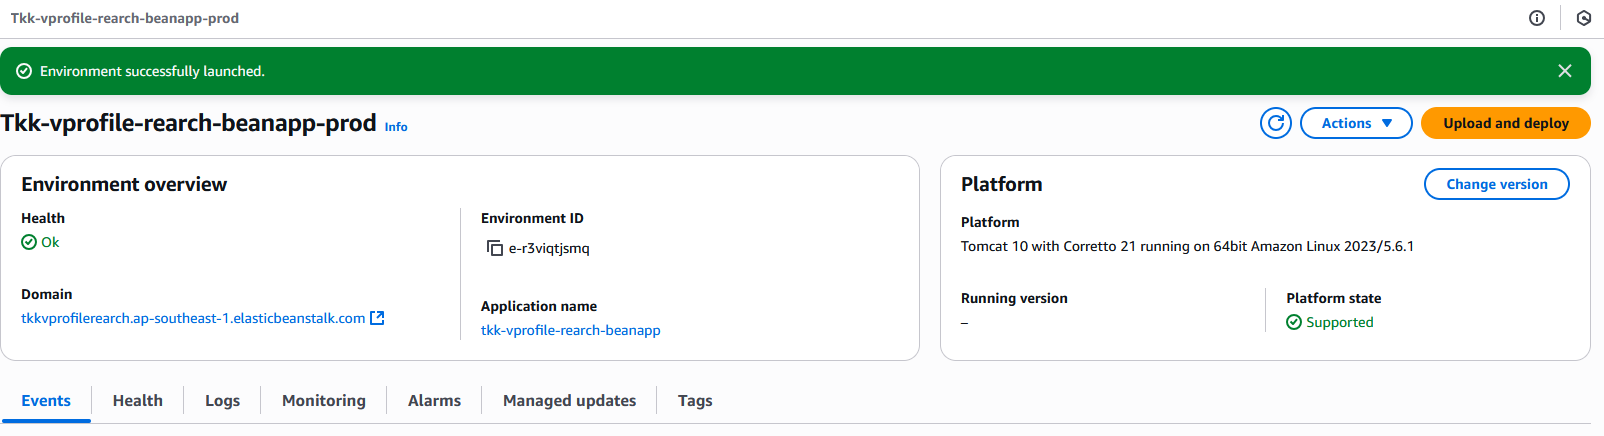 Tkk-vprofile-rearch-beanapp-prod
Environment successfully launched.
Tkk-vprofile-rearch-beanapp-prod Info
Actions
Upload and deploy
Environment overview
Health
Ok
Environment ID
e-r3viqtjsmq
Domain
tkkvprofilerearch.ap-southeast-1.elasticbeanstalk.com
Application name
tkk-vprofile-rearch-beanapp
Platform
Change version
Platform
Tomcat 10 with Corretto 21 running on 64bit Amazon Linux 2023/5.6.1
Running version
–
Platform state
Supported
Events Health Logs Monitoring Alarms Managed updates Tags